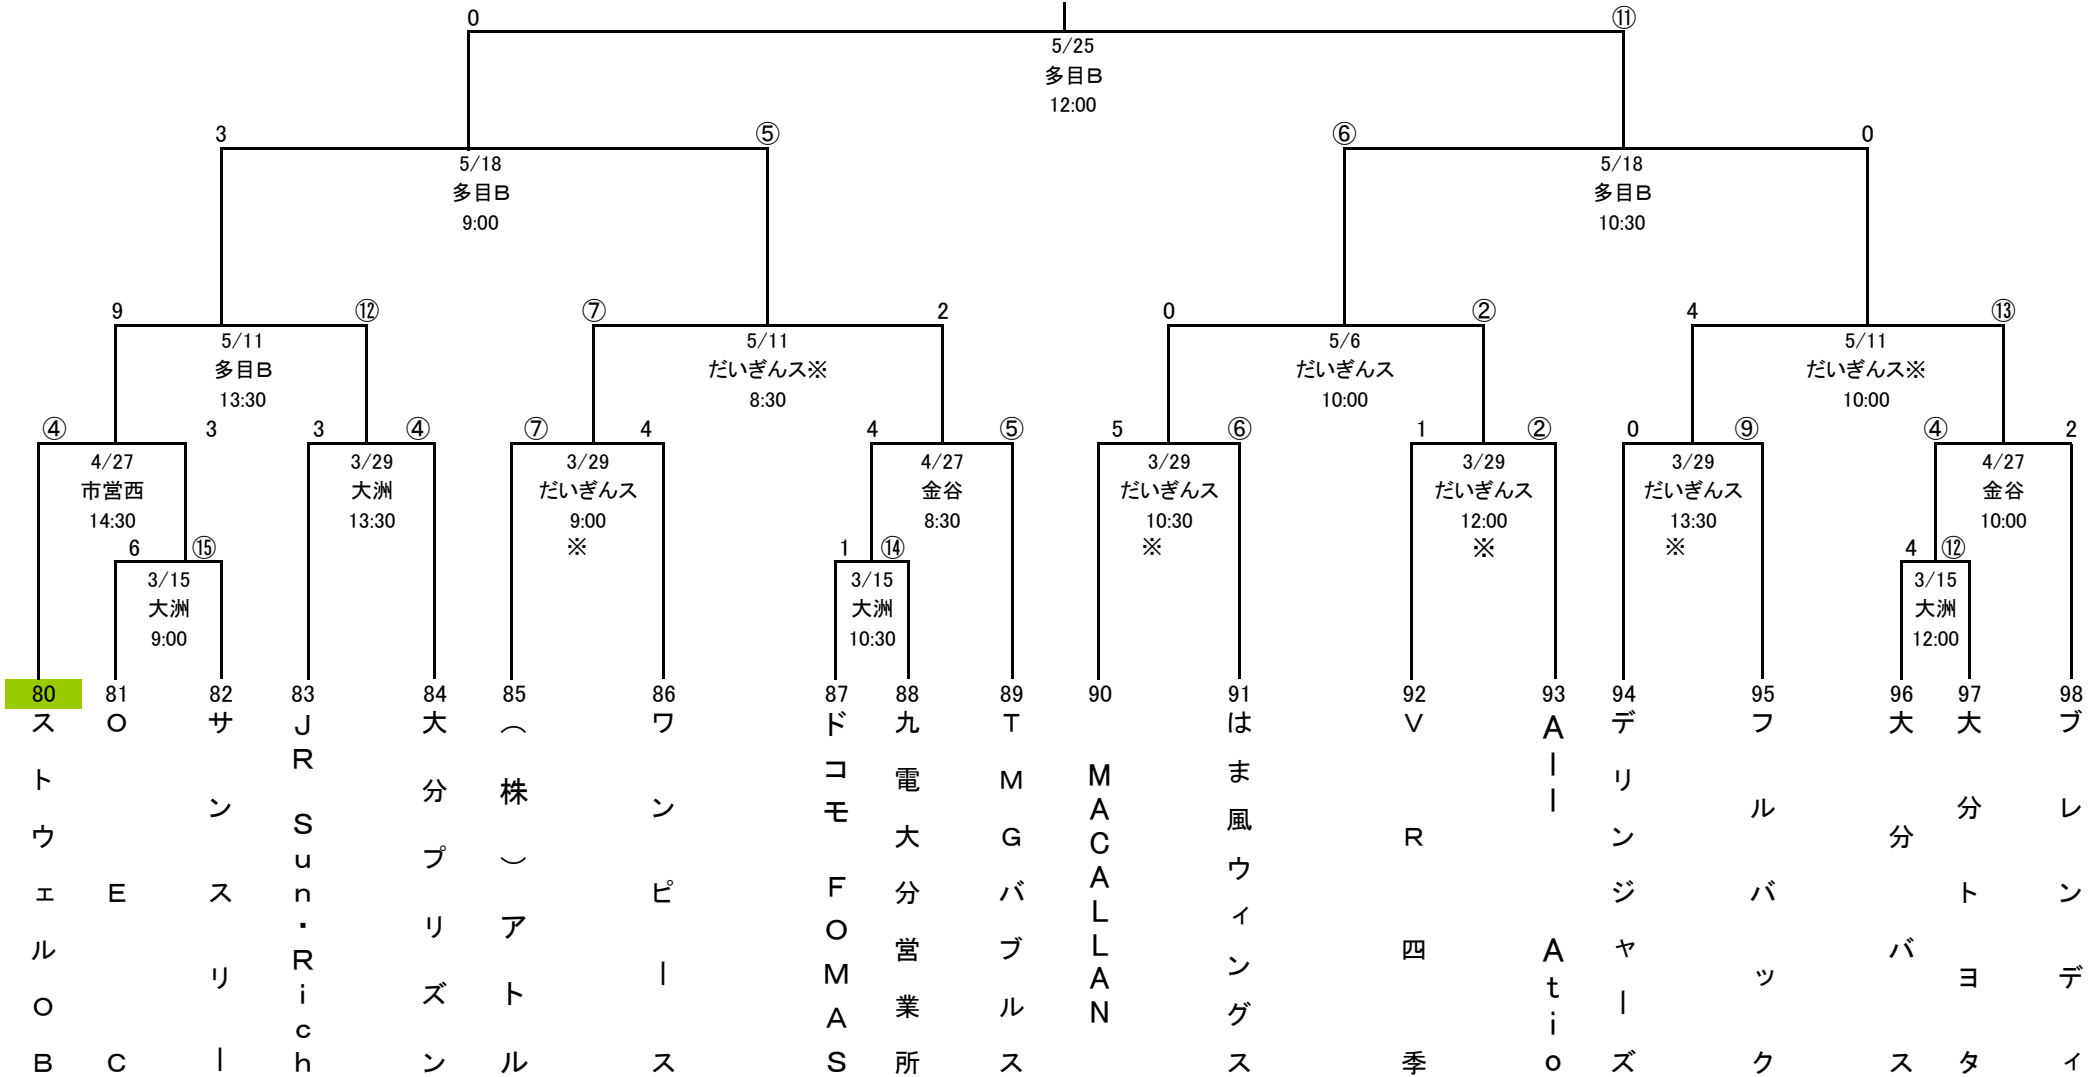 0 ⑪
5/25
多目B
12:00
3 ⑤ ⑥ 0
5/18 5/18
多目B 多目B
9:00 10:30
9 ⑫ ⑦ 2 0 ② 4 ⑬
5/11 5/11 5/6 5/11
多目B だいぎんス※ だいぎんス だいぎんス※
13:30 8:30 10:00 10:00
④ 3 3 ④ ⑦ 4 4 ⑤ 5 ⑥ 1 ② 0 ⑨ ④ 2
4/27 3/29 3/29 4/27 3/29 3/29 3/29 4/27
市営西 大洲 だいぎんス 金谷 だいぎんス だいぎんス だいぎんス 金谷
14:30 13:30 9:00 8:30 10:30 12:00 13:30 10:00
※ ※ ※ ※
6 ⑮ 1 ⑭ 4 ⑫
3/15 3/15 3/15
大洲 大洲 大洲
9:00 10:30 12:00
80 81 82 83 84 85 86 87 88 89 90 91 92 93 94 95 96 97 98
ストウェルOB
OEC
サンスリー
JR Sun・Rich
大分プリズン
（株）アトル
ワンピース
ドコモ FOMAS
九電大分営業所
TMGバブルス
MACALLAN
はま風ウィングス
VR四季
All Atio
デリンジャーズ
フルバック
大分バス
大分トヨタ
ブレンディ